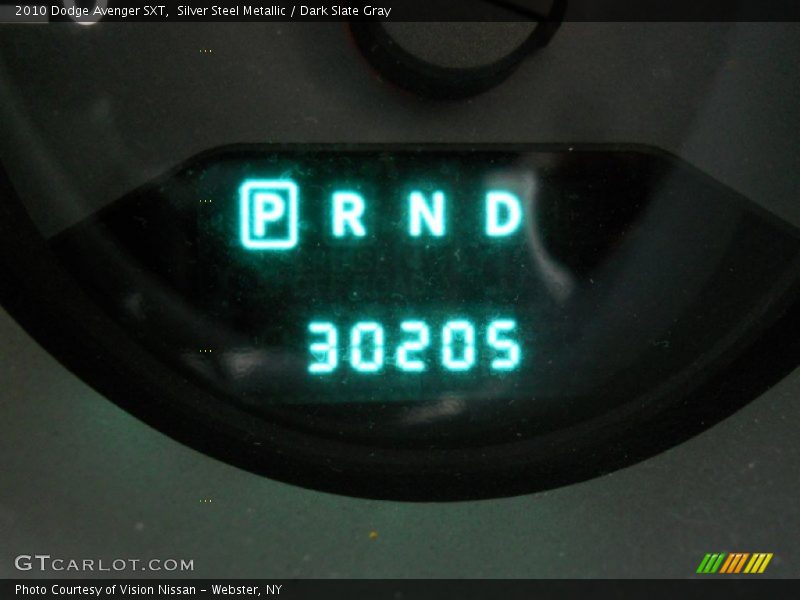 2010 Dodge Avenger SXT,  Silver Steel Metallic / Dark Slate Gray
P R N D
30205
GTCARLOT.COM
Photo Courtesy of Vision Nissan - Webster, NY